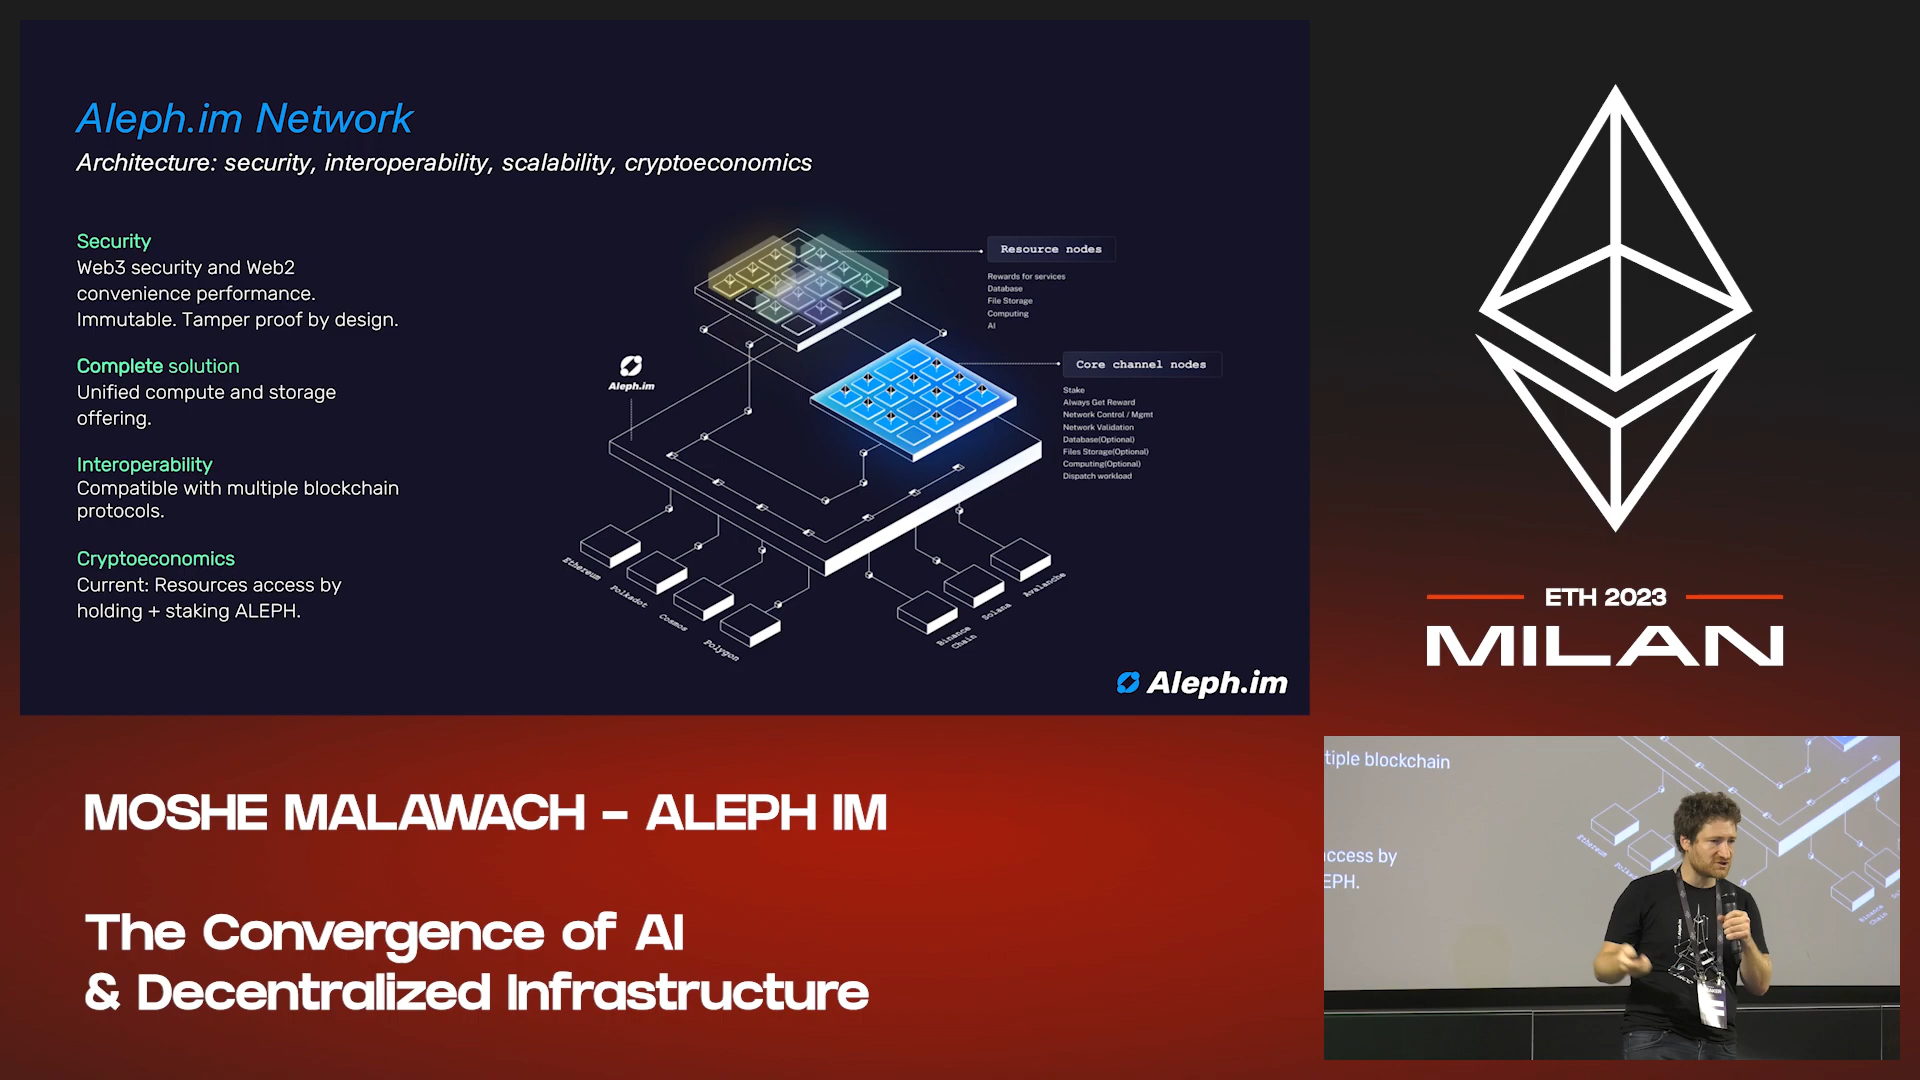 Aleph.im Network
Architecture: security, interoperability, scalability, cryptoeconomics
Security
Web3 security and Web2
convenience performance.
Immutable. Tamper proof by design.
Complete solution
Unified compute and storage
offering.
Interoperability
Compatible with multiple blockchain
protocols.
Cryptoeconomics
Current: Resources access by
holding + staking ALEPH.
Aleph.im
Resource nodes
Rewards for services
Database
File Storage
Computing
AI
Core channel nodes
Stake
Always Get Reward
Network Control / Mgmt
Network Validation
Database(Optional)
Files Storage(Optional)
Computing(Optional)
Dispatch workload
Ethereum
Polkadot
Cosmos
Polygon
Binance
Chain
Solana
Avalanche
Aleph.im
ETH 2023
MILAN
MOSHE MALAWACH – ALEPH IM
The Convergence of AI
& Decentralized Infrastructure
tiple blockchain
ccess by
EPH.
Ethereum